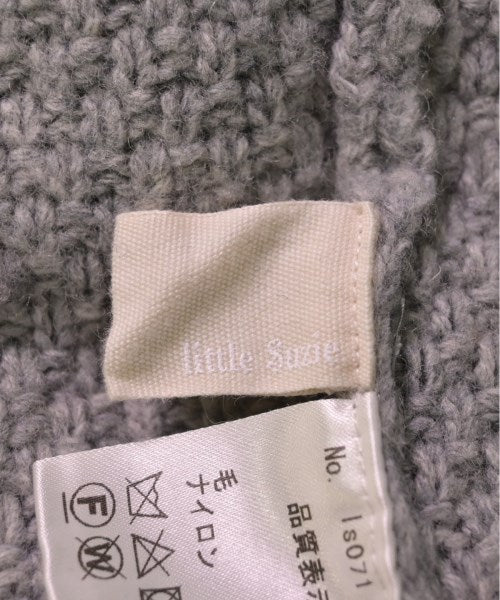 little Suzie
No. ls071
品質表示
毛
ナイロン
F
W